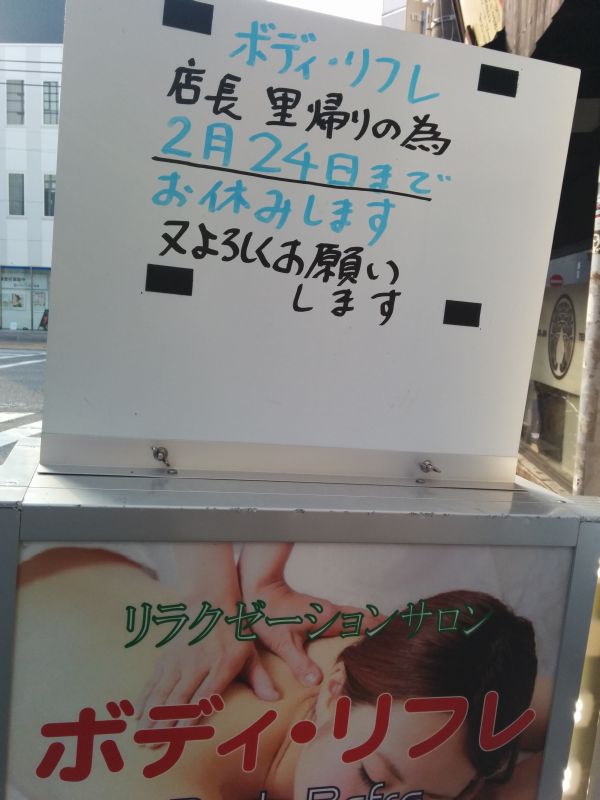 ボディ・リフレ
店長 里帰りの為
2月24日まで
お休みします
又よろしくお願い
します
リラクゼーションサロン
ボディ・リフレ